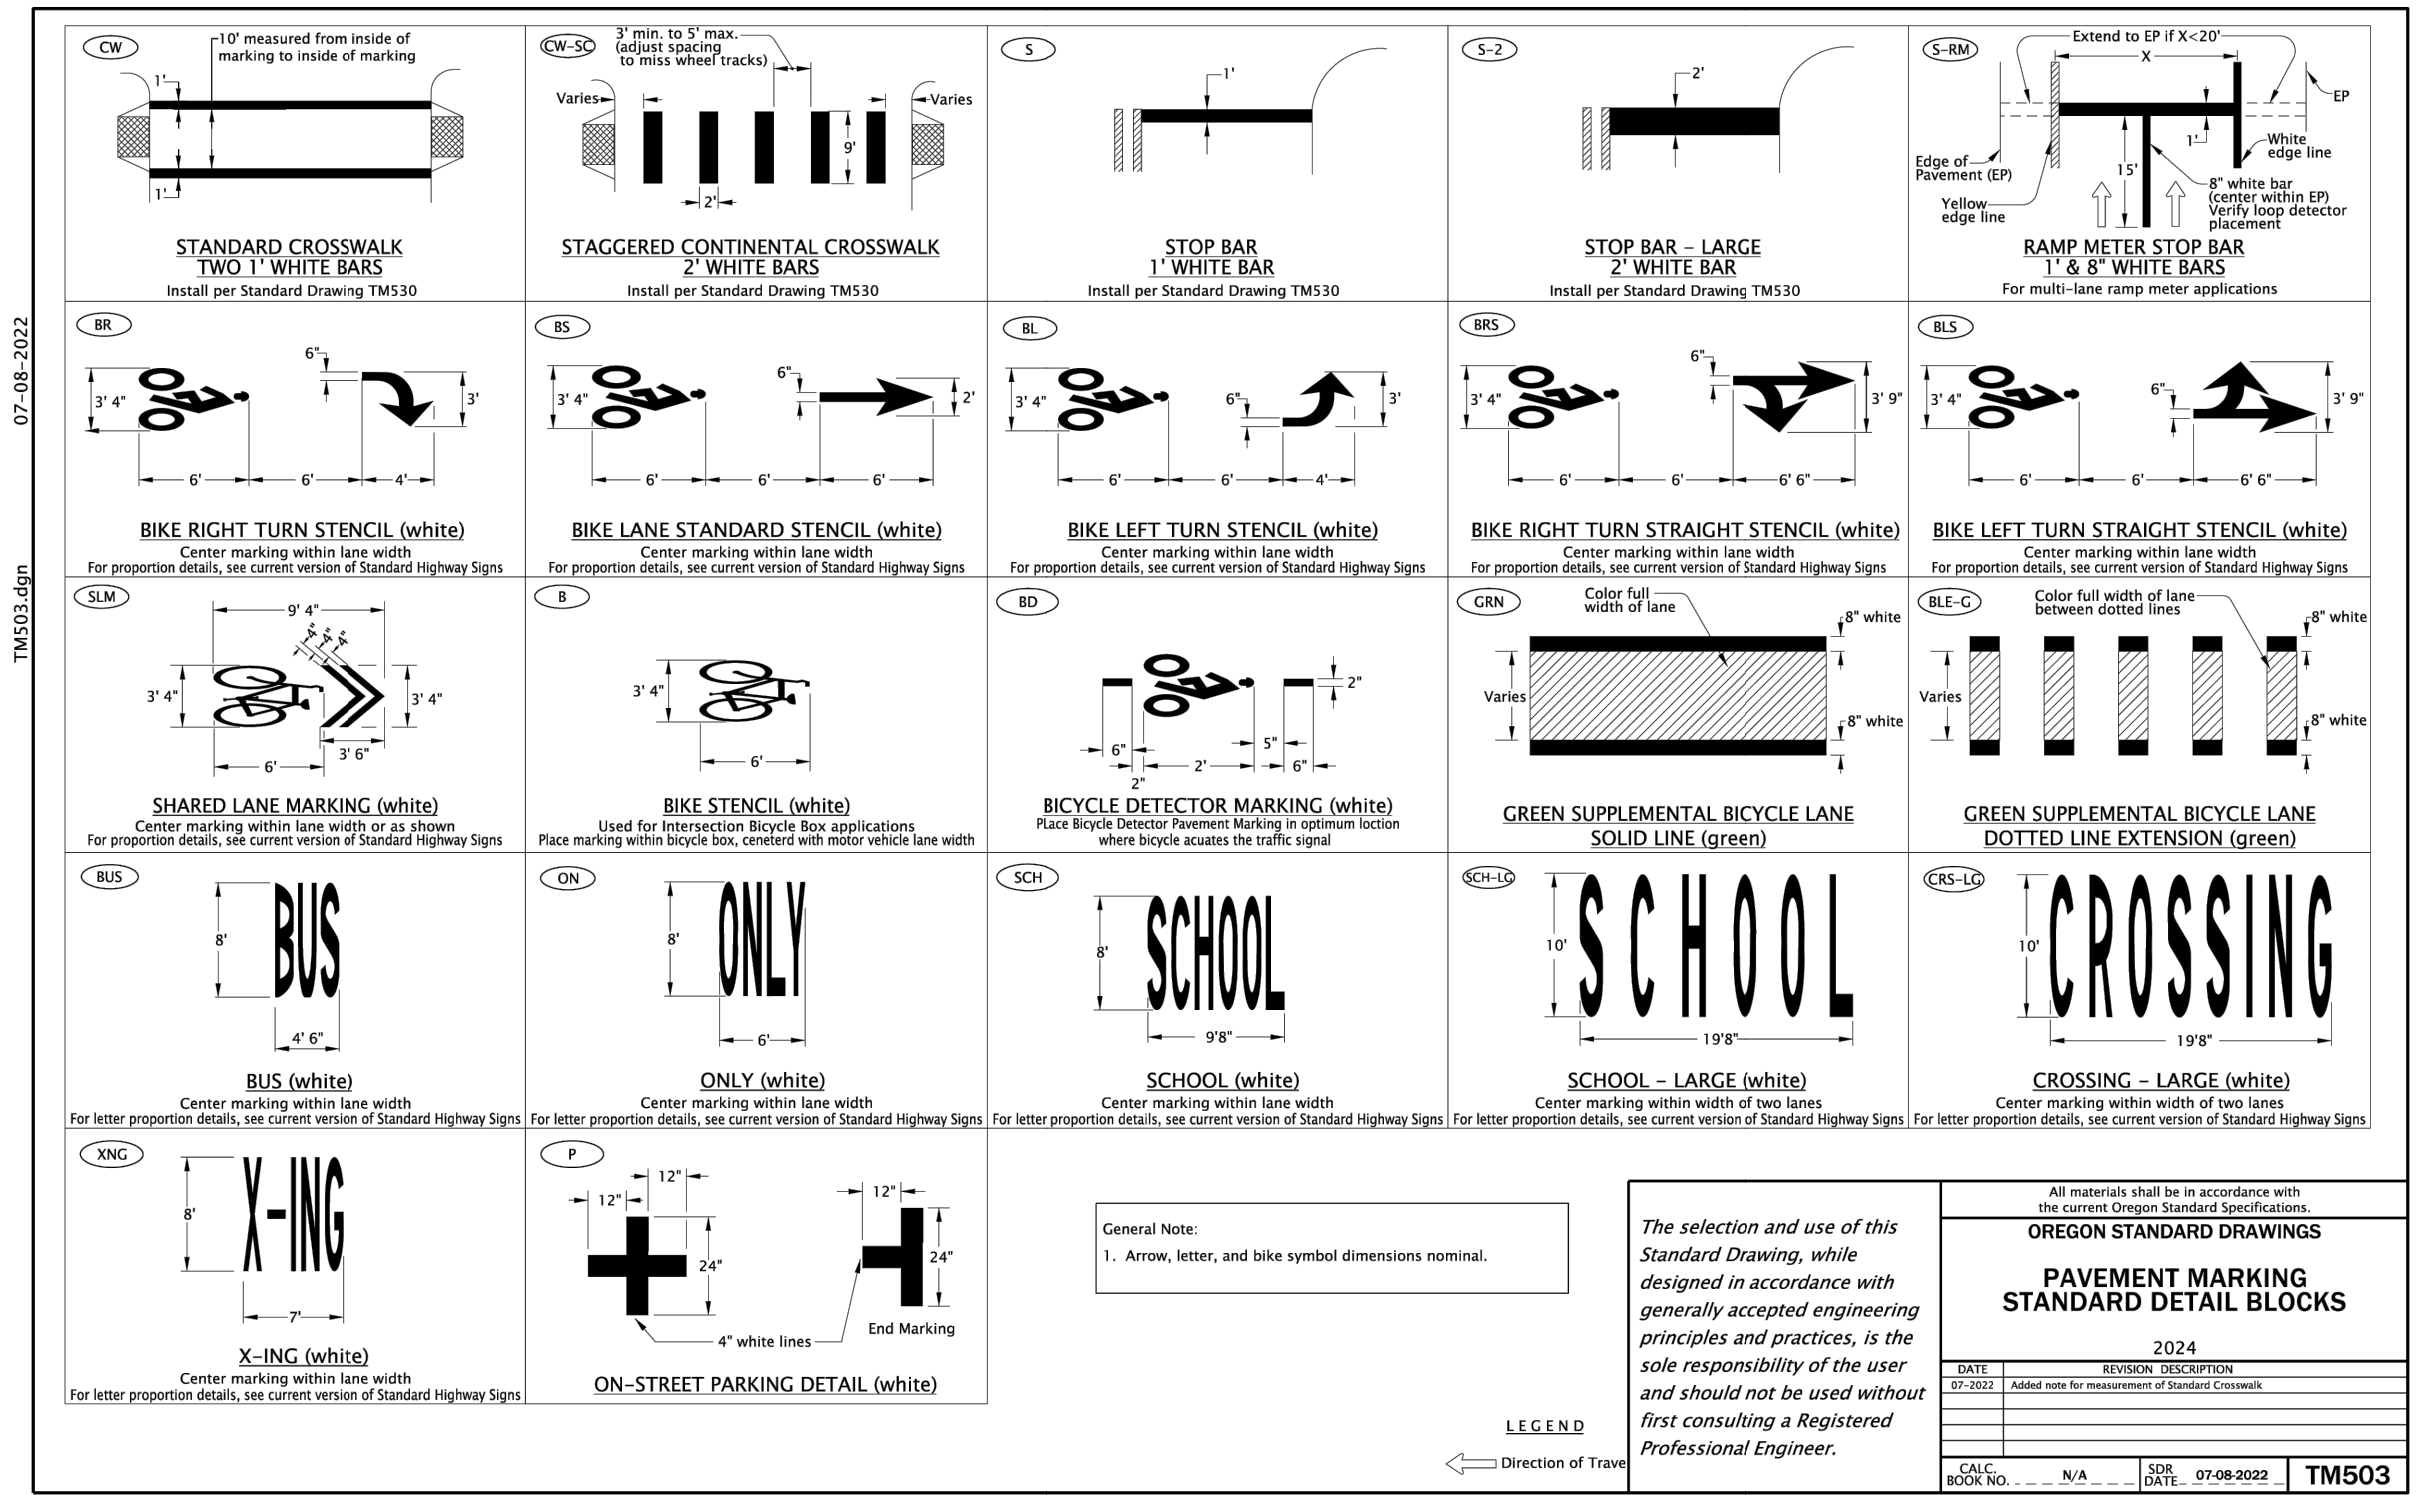 CW
10' measured from inside of
marking to inside of marking
1'
1'
STANDARD CROSSWALK
TWO 1' WHITE BARS
Install per Standard Drawing TM530
CW-SC
3' min. to 5' max.
(adjust spacing
to miss wheel tracks)
Varies
Varies
9'
2'
STAGGERED CONTINENTAL CROSSWALK
2' WHITE BARS
Install per Standard Drawing TM530
S
1'
STOP BAR
1' WHITE BAR
Install per Standard Drawing TM530
S-2
2'
STOP BAR - LARGE
2' WHITE BAR
Install per Standard Drawing TM530
S-RM
Extend to EP if X<20'
X
EP
1'
White
edge line
Edge of
Pavement (EP)
15'
8" white bar
(center within EP)
Verify loop detector
placement
Yellow
edge line
RAMP METER STOP BAR
1' & 8" WHITE BARS
For multi-lane ramp meter applications
BR
6"
3' 4"
3'
6'
6'
4'
BIKE RIGHT TURN STENCIL (white)
Center marking within lane width
For proportion details, see current version of Standard Highway Signs
BS
6"
3' 4"
2'
6'
6'
6'
BIKE LANE STANDARD STENCIL (white)
Center marking within lane width
For proportion details, see current version of Standard Highway Signs
BL
3' 4"
6"
3'
6'
6'
4'
BIKE LEFT TURN STENCIL (white)
Center marking within lane width
For proportion details, see current version of Standard Highway Signs
BRS
6"
3' 4"
3' 9"
6'
6'
6' 6"
BIKE RIGHT TURN STRAIGHT STENCIL (white)
Center marking within lane width
For proportion details, see current version of Standard Highway Signs
BLS
6"
3' 4"
3' 9"
6'
6'
6' 6"
BIKE LEFT TURN STRAIGHT STENCIL (white)
Center marking within lane width
For proportion details, see current version of Standard Highway Signs
SLM
9' 4"
4"
4"
4"
3' 4"
3' 4"
3' 6"
6'
SHARED LANE MARKING (white)
Center marking within lane width or as shown
For proportion details, see current version of Standard Highway Signs
B
3' 4"
6'
BIKE STENCIL (white)
Used for Intersection Bicycle Box applications
Place marking within bicycle box, ceneterd with motor vehicle lane width
BD
2"
6"
5"
2'
6"
2"
BICYCLE DETECTOR MARKING (white)
Place Bicycle Detector Pavement Marking in optimum loction
where bicycle acuates the traffic signal
GRN
Color full
width of lane
8" white
Varies
8" white
GREEN SUPPLEMENTAL BICYCLE LANE
SOLID LINE (green)
BLE-G
Color full width of lane
between dotted lines
8" white
Varies
8" white
GREEN SUPPLEMENTAL BICYCLE LANE
DOTTED LINE EXTENSION (green)
BUS
8'
BUS
4' 6"
BUS (white)
Center marking within lane width
For letter proportion details, see current version of Standard Highway Signs
ON
8'
ONLY
6'
ONLY (white)
Center marking within lane width
For letter proportion details, see current version of Standard Highway Signs
SCH
8'
SCHOOL
9'8"
SCHOOL (white)
Center marking within lane width
For letter proportion details, see current version of Standard Highway Signs
SCH-LG
10'
SCHOOL
19'8"
SCHOOL - LARGE (white)
Center marking within width of two lanes
For letter proportion details, see current version of Standard Highway Signs
CRS-LG
10'
CROSSING
19'8"
CROSSING - LARGE (white)
Center marking within width of two lanes
For letter proportion details, see current version of Standard Highway Signs
XNG
8'
X-ING
7'
X-ING (white)
Center marking within lane width
For letter proportion details, see current version of Standard Highway Signs
P
12"
12"
24"
12"
24"
End Marking
4" white lines
ON-STREET PARKING DETAIL (white)
General Note:
1. Arrow, letter, and bike symbol dimensions nominal.
LEGEND
Direction of Trave
The selection and use of this
Standard Drawing, while
designed in accordance with
generally accepted engineering
principles and practices, is the
sole responsibility of the user
and should not be used without
first consulting a Registered
Professional Engineer.
All materials shall be in accordance with
the current Oregon Standard Specifications.
OREGON STANDARD DRAWINGS
PAVEMENT MARKING
STANDARD DETAIL BLOCKS
2024
DATE REVISION DESCRIPTION
07-2022 Added note for measurement of Standard Crosswalk
CALC. BOOK NO. N/A
SDR DATE 07-08-2022
TM503
07-08-2022
TM503.dgn